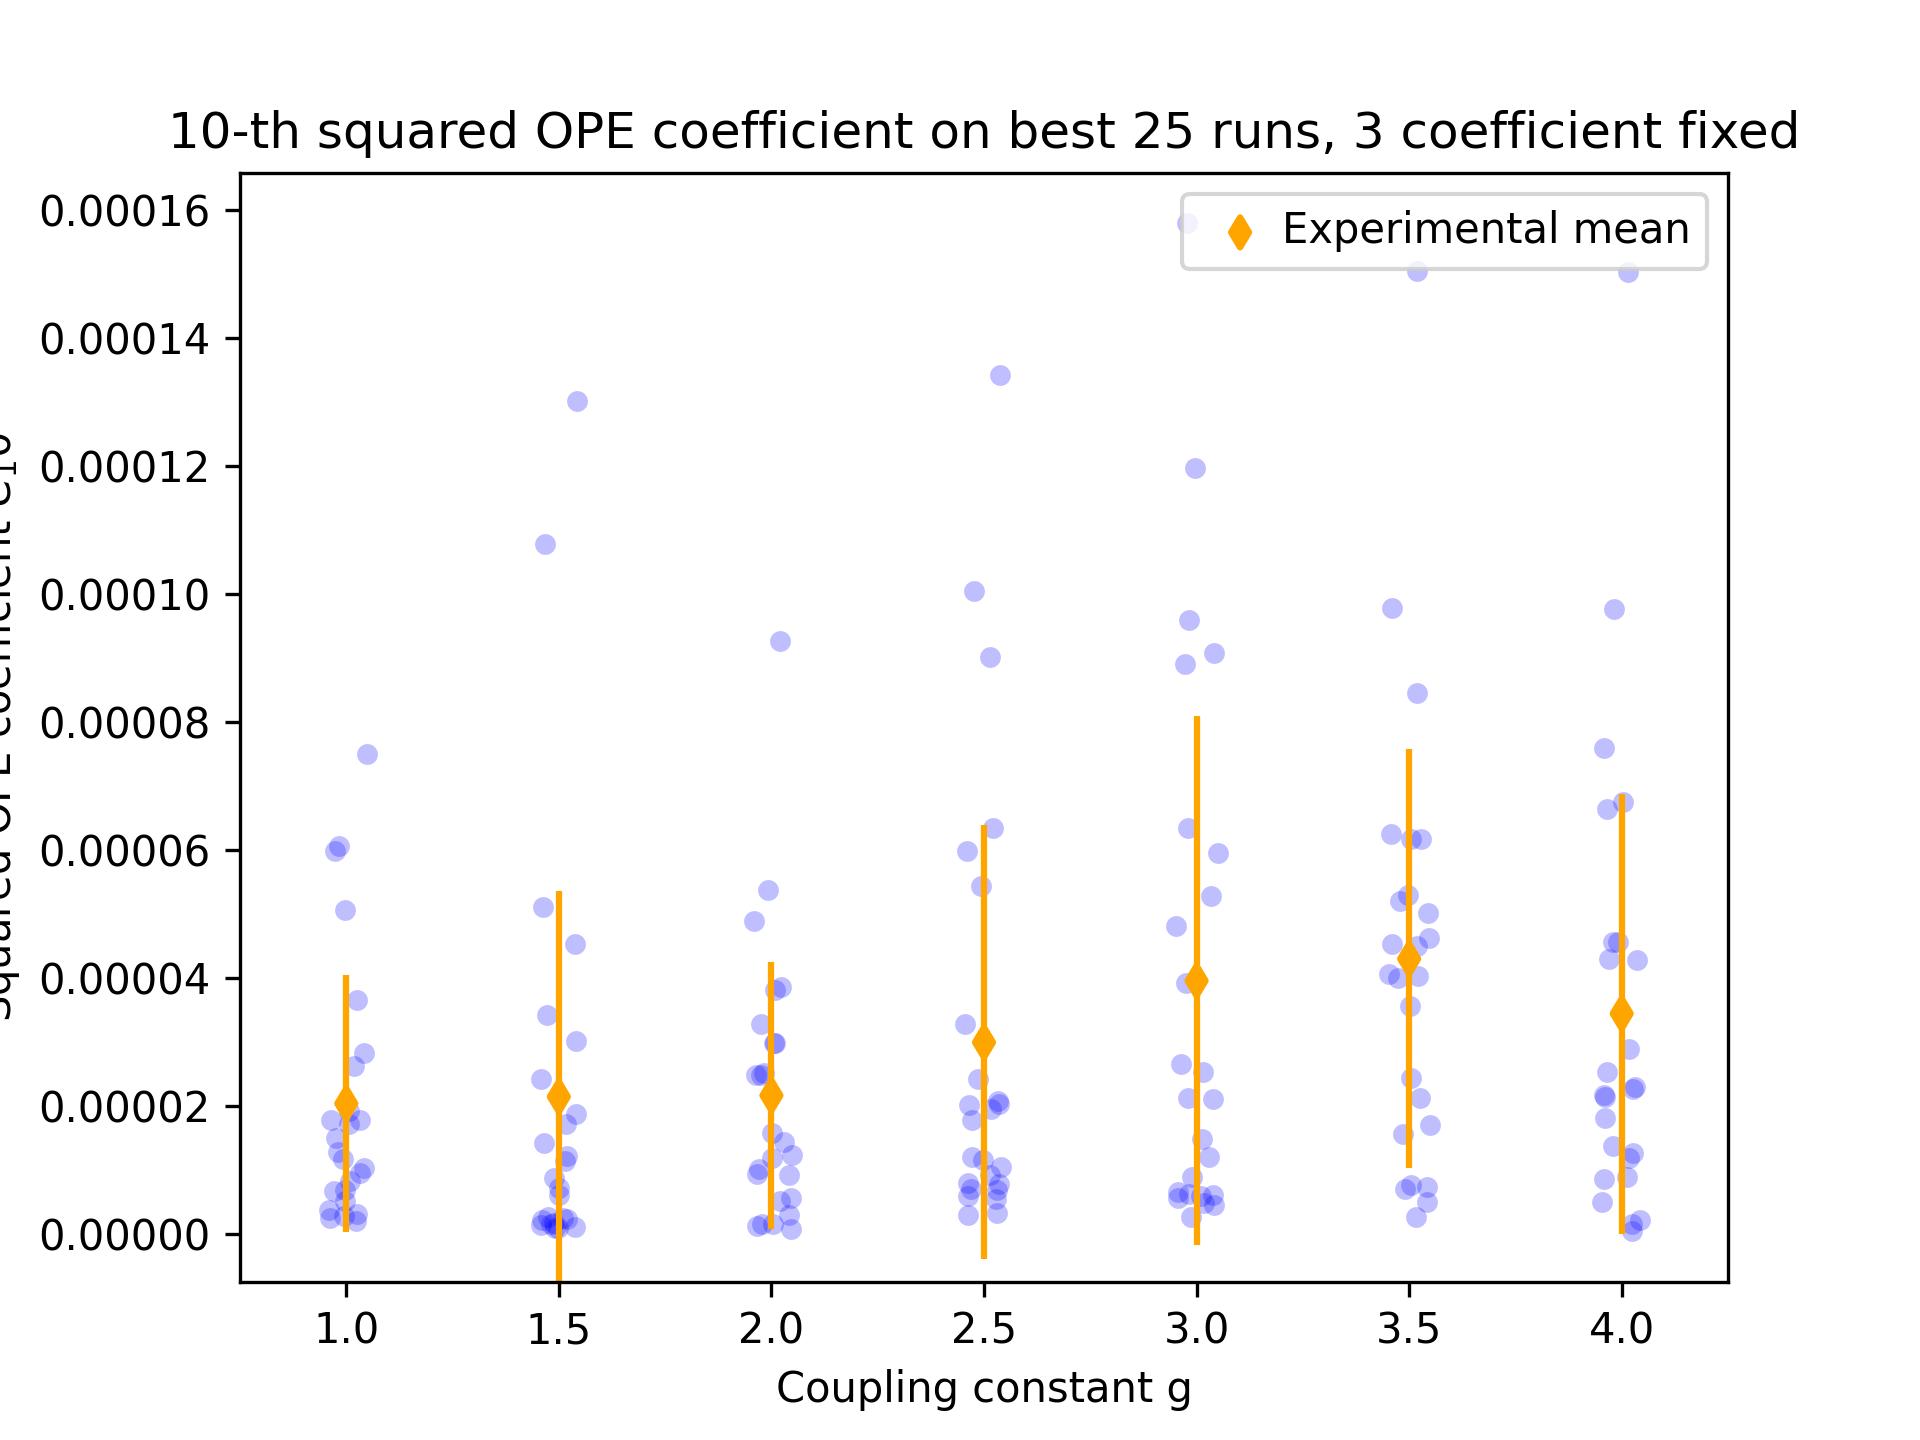 10-th squared OPE coefficient on best 25 runs, 3 coefficient fixed
Experimental mean
0.00016
0.00014
0.00012
0.00010
0.00008
0.00006
0.00004
0.00002
0.00000
1.0 1.5 2.0 2.5 3.0 3.5 4.0
Coupling constant g